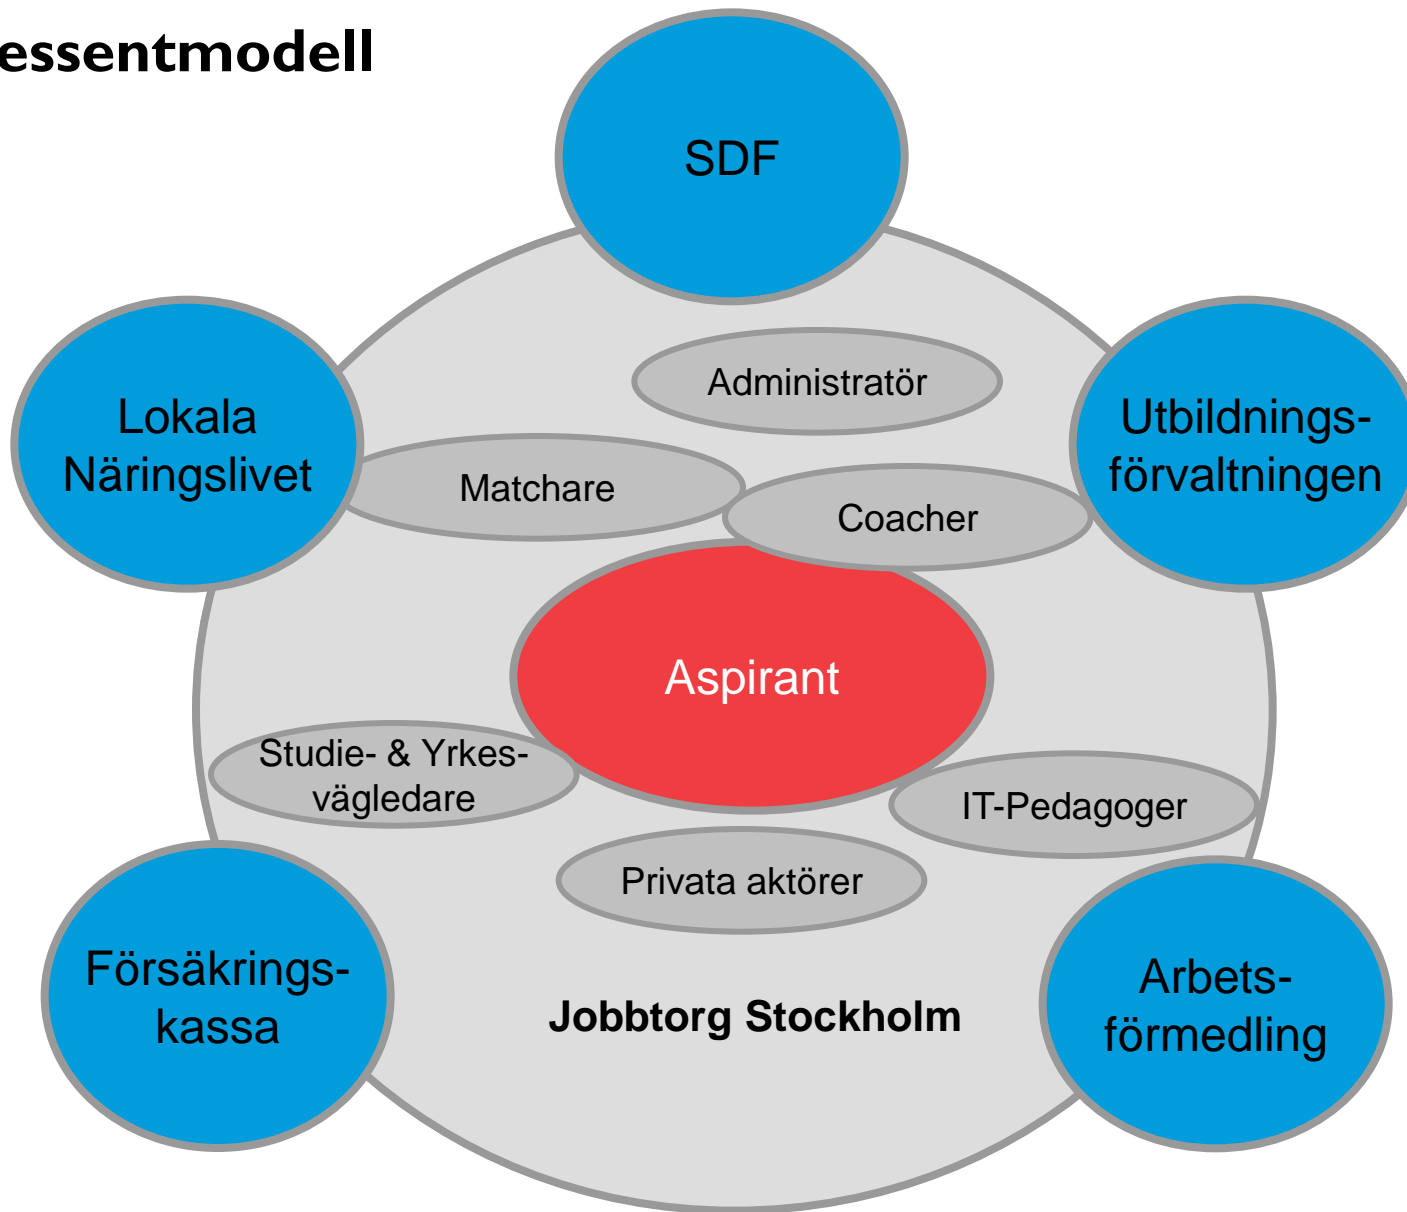 essentmodell
SDF
Administratör
Lokala
Näringslivet
Utbildnings-
förvaltningen
Matchare
Coacher
Aspirant
Studie- & Yrkes-
vägledare
IT-Pedagoger
Privata aktörer
Försäkrings-
kassa
Jobbtorg Stockholm
Arbets-
förmedling